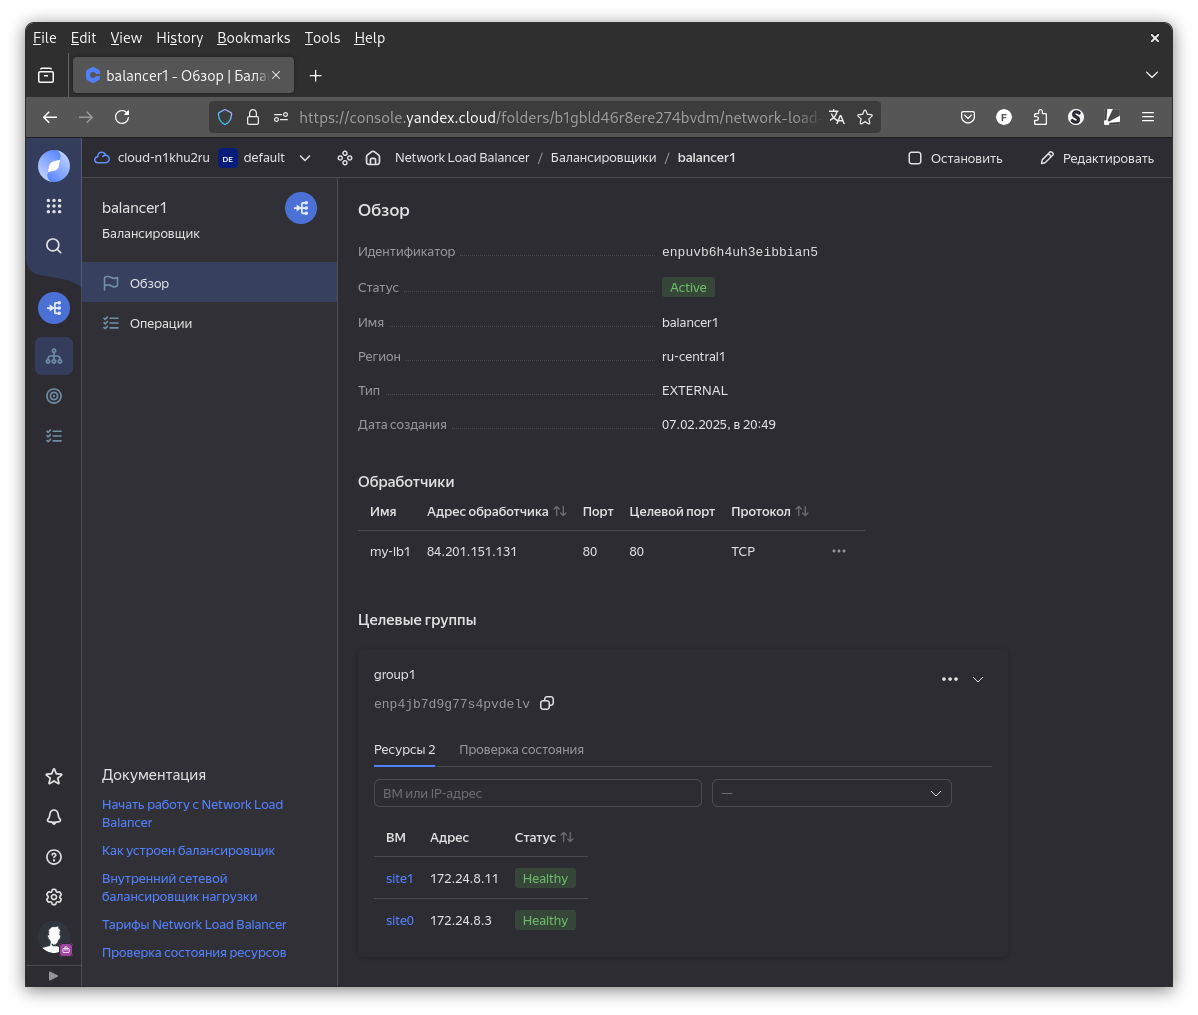 File Edit View History Bookmarks Tools Help
balancer1 - Обзор | Бала
https://console.yandex.cloud/folders/b1gbld46r8ere274bvdm/network-load-
cloud-n1khu2ru DE default Network Load Balancer / Балансировщики / balancer1 Остановить Редактировать
balancer1
Балансировщик
Обзор
Операции
Документация
Начать работу с Network Load
Balancer
Как устроен балансировщик
Внутренний сетевой
балансировщик нагрузки
Тарифы Network Load Balancer
Проверка состояния ресурсов
Обзор
Идентификатор enpuvb6h4uh3eibbian5
Статус Active
Имя balancer1
Регион ru-central1
Тип EXTERNAL
Дата создания 07.02.2025, в 20:49
Обработчики
Имя Адрес обработчика Порт Целевой порт Протокол
my-lb1 84.201.151.131 80 80 TCP
Целевые группы
group1
enp4jb7d9g77s4pvdelv
Ресурсы 2 Проверка состояния
ВМ или IP-адрес —
ВМ Адрес Статус
site1 172.24.8.11 Healthy
site0 172.24.8.3 Healthy